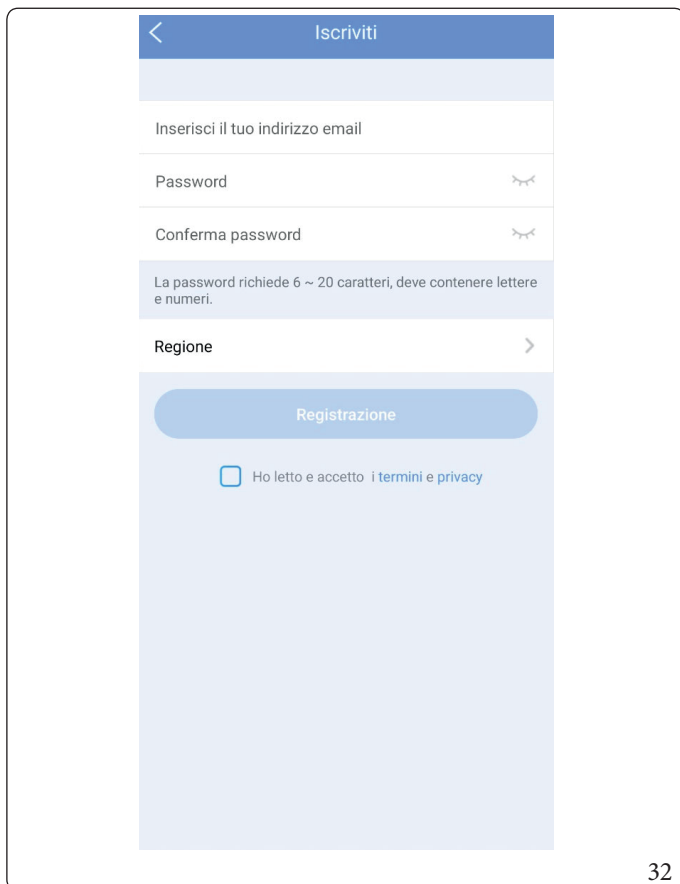 Iscriviti
Inserisci il tuo indirizzo email
Password
Conferma password
La password richiede 6 ~ 20 caratteri, deve contenere lettere
e numeri.
Regione
Registrazione
Ho letto e accetto i termini e privacy
32